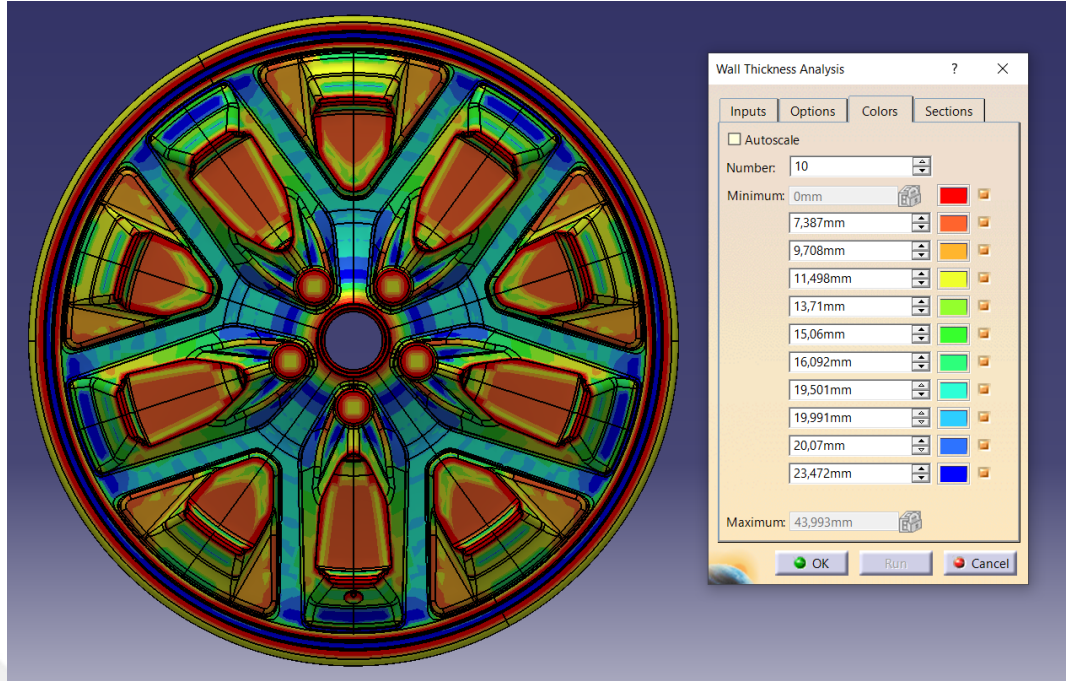 Wall Thickness Analysis ? ×
Inputs Options Colors Sections
Autoscale
Number: 10
Minimum: 0mm
7,387mm
9,708mm
11,498mm
13,71mm
15,06mm
16,092mm
19,501mm
19,991mm
20,07mm
23,472mm
Maximum: 43,993mm
OK Run Cancel